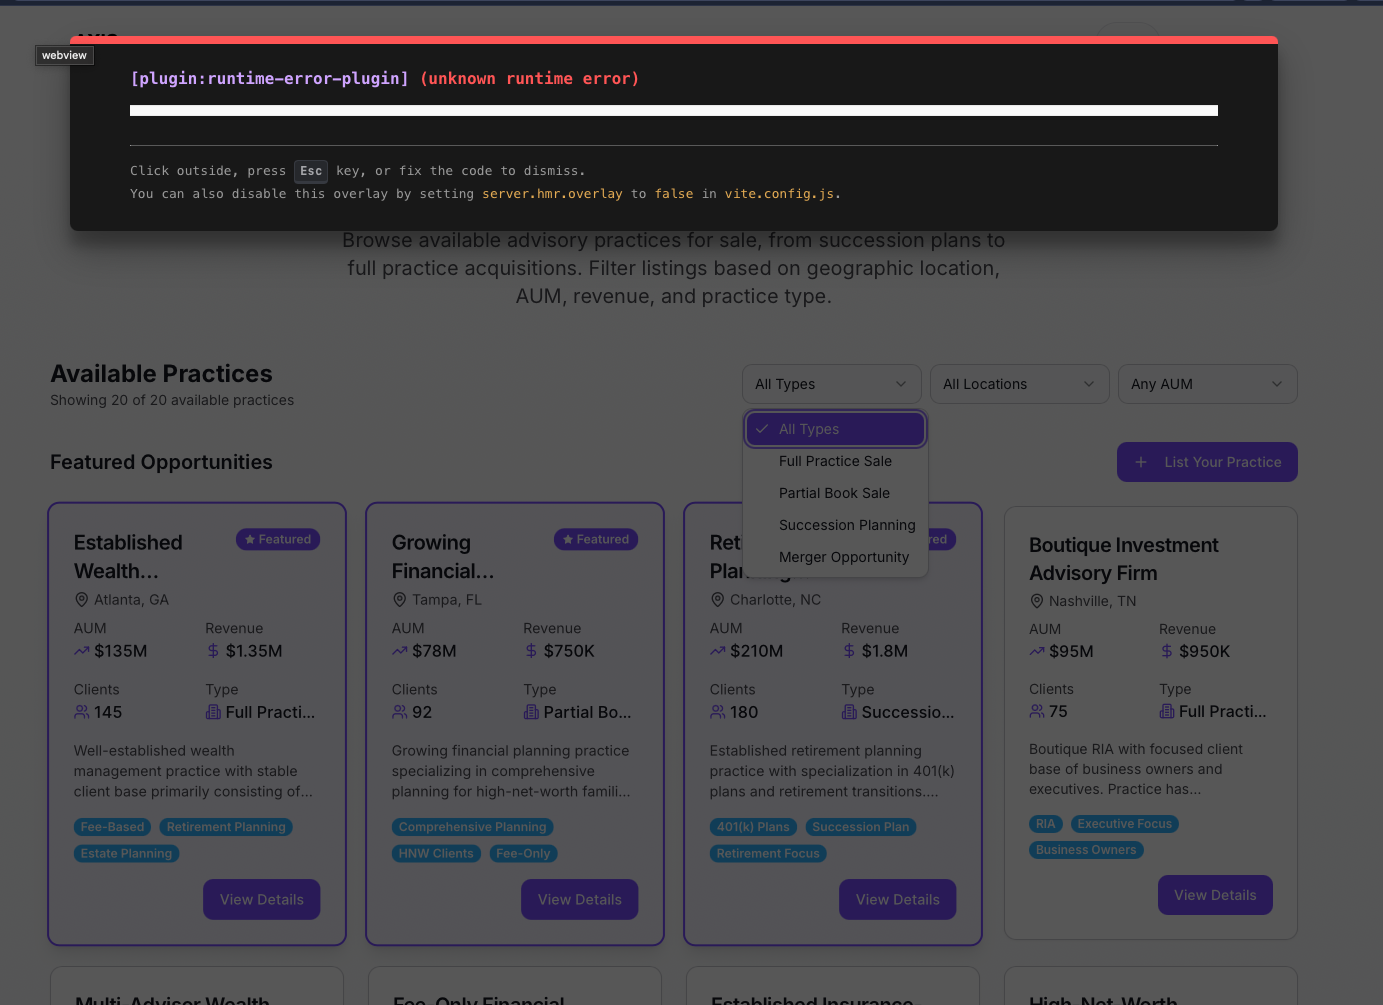 webview
[plugin:runtime-error-plugin] (unknown runtime error)
Click outside, press Esc key, or fix the code to dismiss.
You can also disable this overlay by setting server.hmr.overlay to false in vite.config.js.
Browse available advisory practices for sale, from succession plans to
full practice acquisitions. Filter listings based on geographic location,
AUM, revenue, and practice type.
Available Practices
Showing 20 of 20 available practices
All Types
All Locations
Any AUM
All Types
Full Practice Sale
Partial Book Sale
Succession Planning
Merger Opportunity
Featured Opportunities
+ List Your Practice
Established
Wealth...
Featured
Atlanta, GA
AUM
Revenue
$135M
$ $1.35M
Clients
Type
145
Full Practi...
Well-established wealth
management practice with stable
client base primarily consisting of...
Fee-Based
Retirement Planning
Estate Planning
View Details
Growing
Financial...
Featured
Tampa, FL
AUM
Revenue
$78M
$ $750K
Clients
Type
92
Partial Bo...
Growing financial planning practice
specializing in comprehensive
planning for high-net-worth famili...
Comprehensive Planning
HNW Clients
Fee-Only
View Details
Charlotte, NC
AUM
Revenue
$210M
$ $1.8M
Clients
Type
180
Successio...
Established retirement planning
practice with specialization in 401(k)
plans and retirement transitions....
401(k) Plans
Succession Plan
Retirement Focus
View Details
Boutique Investment
Advisory Firm
Nashville, TN
AUM
Revenue
$95M
$ $950K
Clients
Type
75
Full Practi...
Boutique RIA with focused client
base of business owners and
executives. Practice has...
RIA
Executive Focus
Business Owners
View Details
Multi-Advisor Wealth
Fee-Only Financial
Established Insurance
High-Net-Worth